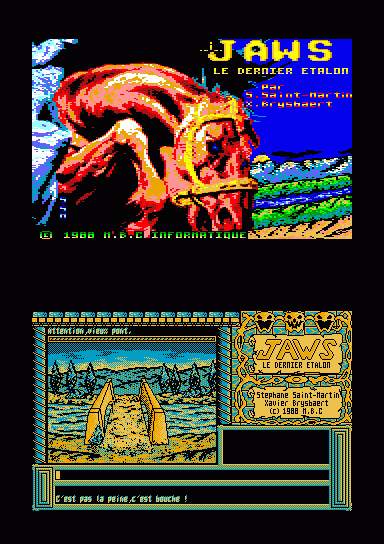 JAWS
LE DERNIER ETALON
Par
S. Saint-Martin
X. Brysbaert
© 1988 M.B.C INFORMATIQUE
Attention,vieux pont.
JAWS
LE DERNIER ETALON
Stephane Saint-Martin
Xavier Brysbaert
(c) 1988 M.B.C
C'est pas la peine,c'est bouche !